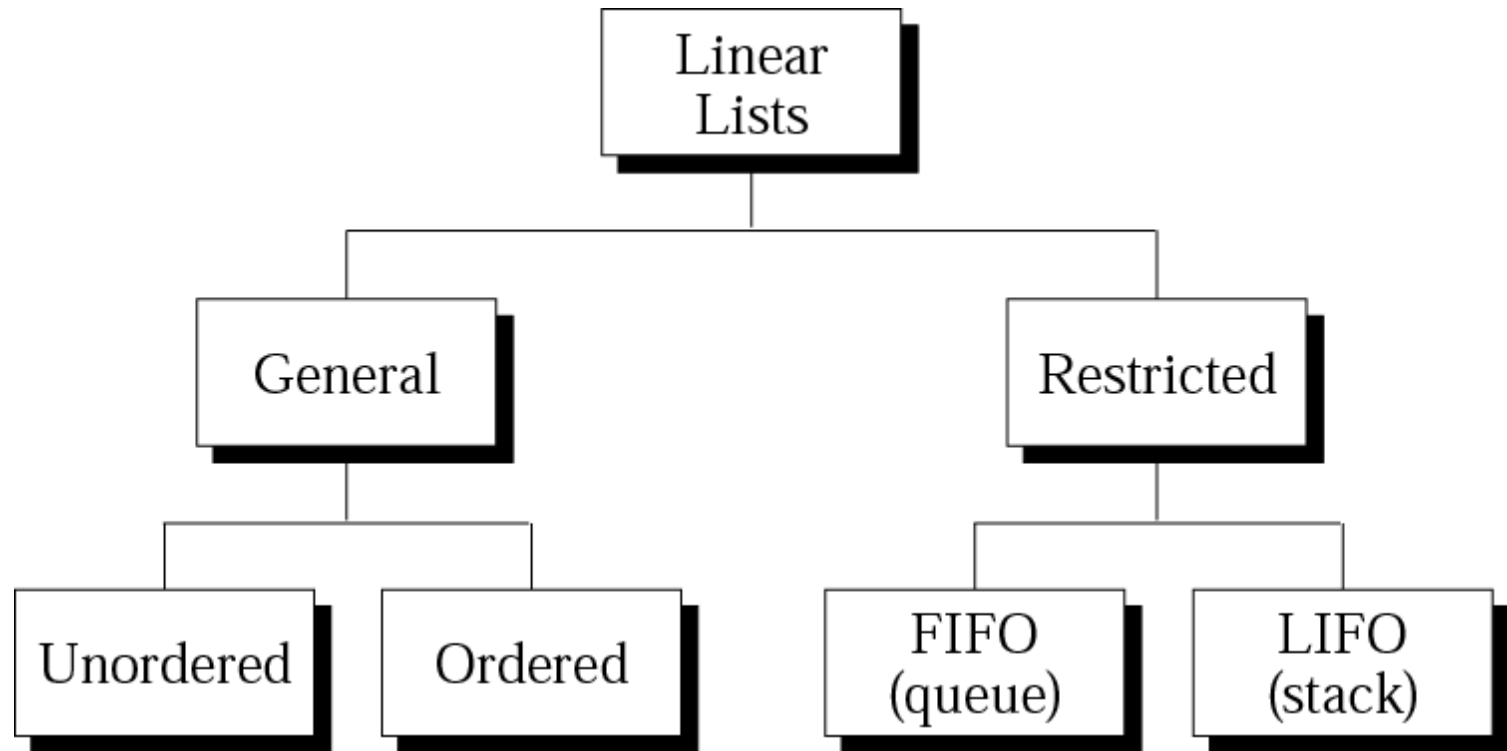 Linear
Lists
General
Restricted
Unordered
Ordered
FIFO
(queue)
LIFO
(stack)